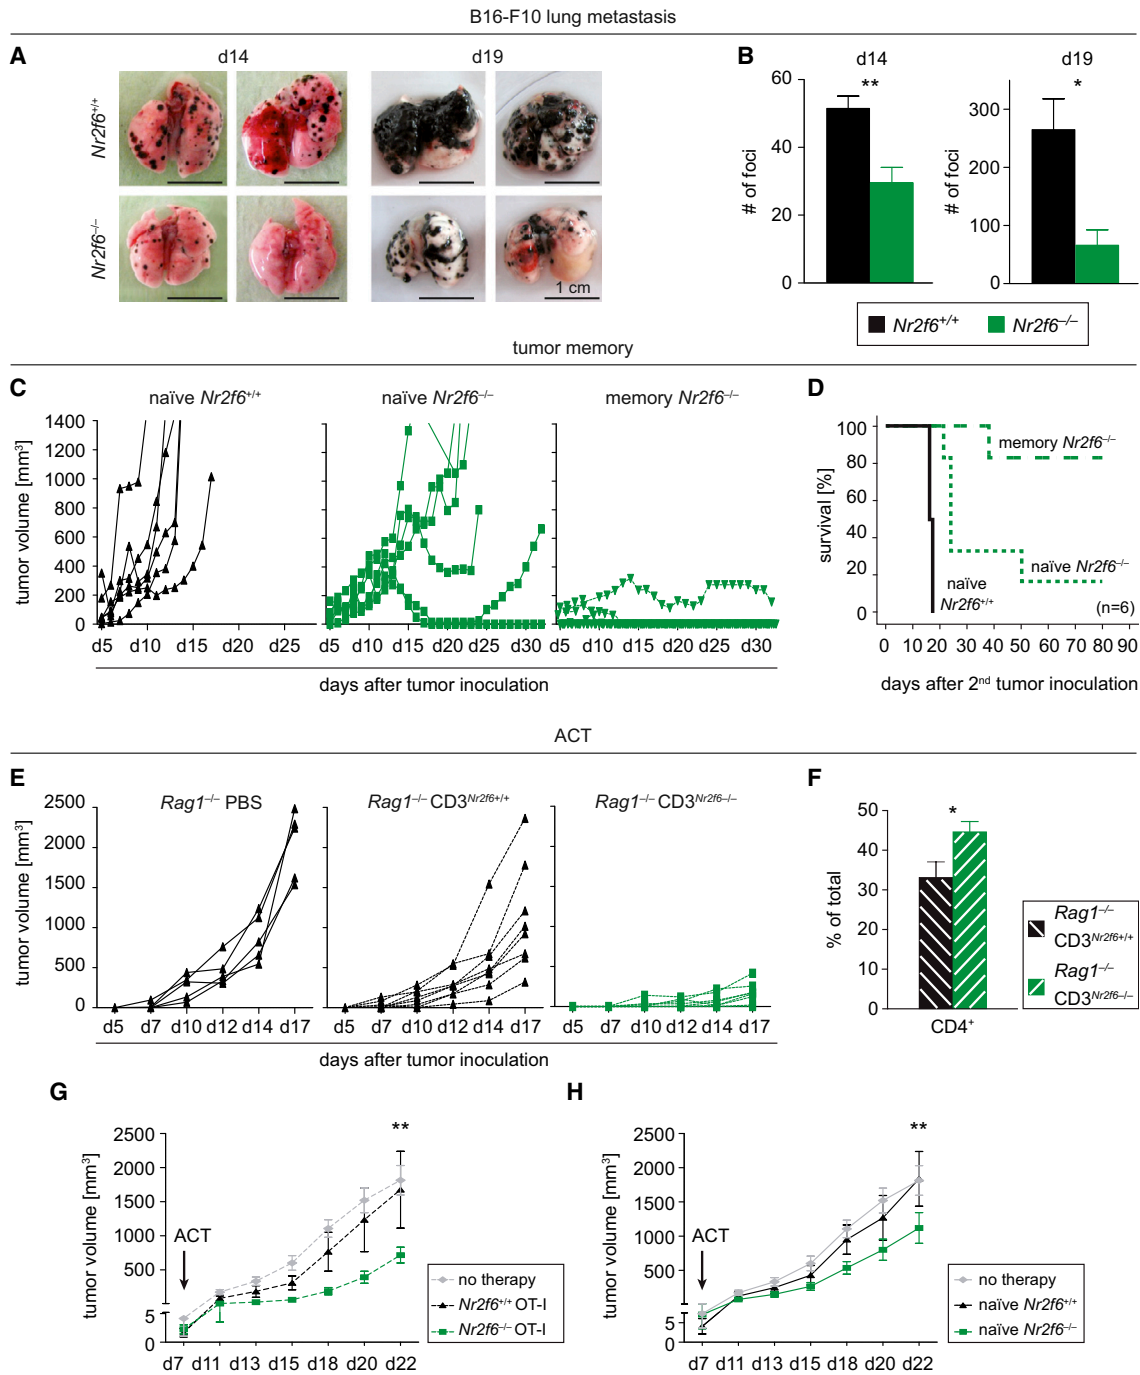 B16-F10 lung metastasis
A
d14
d19
Nr2f6+/+
Nr2f6–/–
1 cm
B
d14
d19
# of foci
60
40
20
0
**
# of foci
300
200
100
0
*
Nr2f6+/+
Nr2f6–/–
tumor memory
C
naïve Nr2f6+/+
naïve Nr2f6–/–
memory Nr2f6–/–
tumor volume [mm3]
1400
1200
1000
800
600
400
200
0
d5 d10 d15 d20 d25
d5 d10 d15 d20 d25 d30
d5 d10 d15 d20 d25 d30
days after tumor inoculation
D
survival [%]
100
80
60
40
20
0
memory Nr2f6–/–
naïve Nr2f6–/–
naïve
Nr2f6+/+
(n=6)
0 10 20 30 40 50 60 70 80 90
days after 2nd tumor inoculation
ACT
E
Rag1–/– PBS
Rag1–/– CD3Nr2f6+/+
Rag1–/– CD3Nr2f6–/–
tumor volume [mm3]
2500
2000
1500
1000
500
0
d5 d7 d10 d12 d14 d17
d5 d7 d10 d12 d14 d17
d5 d7 d10 d12 d14 d17
days after tumor inoculation
F
% of total
50
40
30
20
10
0
*
CD4+
Rag1–/–
CD3Nr2f6+/+
Rag1–/–
CD3Nr2f6–/–
G
tumor volume [mm3]
2500
2000
1500
1000
500
5
0
ACT
**
d7 d11 d13 d15 d18 d20 d22
no therapy
Nr2f6+/+ OT-I
Nr2f6–/– OT-I
H
tumor volume [mm3]
2500
2000
1500
1000
500
5
0
ACT
**
d7 d11 d13 d15 d18 d20 d22
no therapy
naïve Nr2f6+/+
naïve Nr2f6–/–